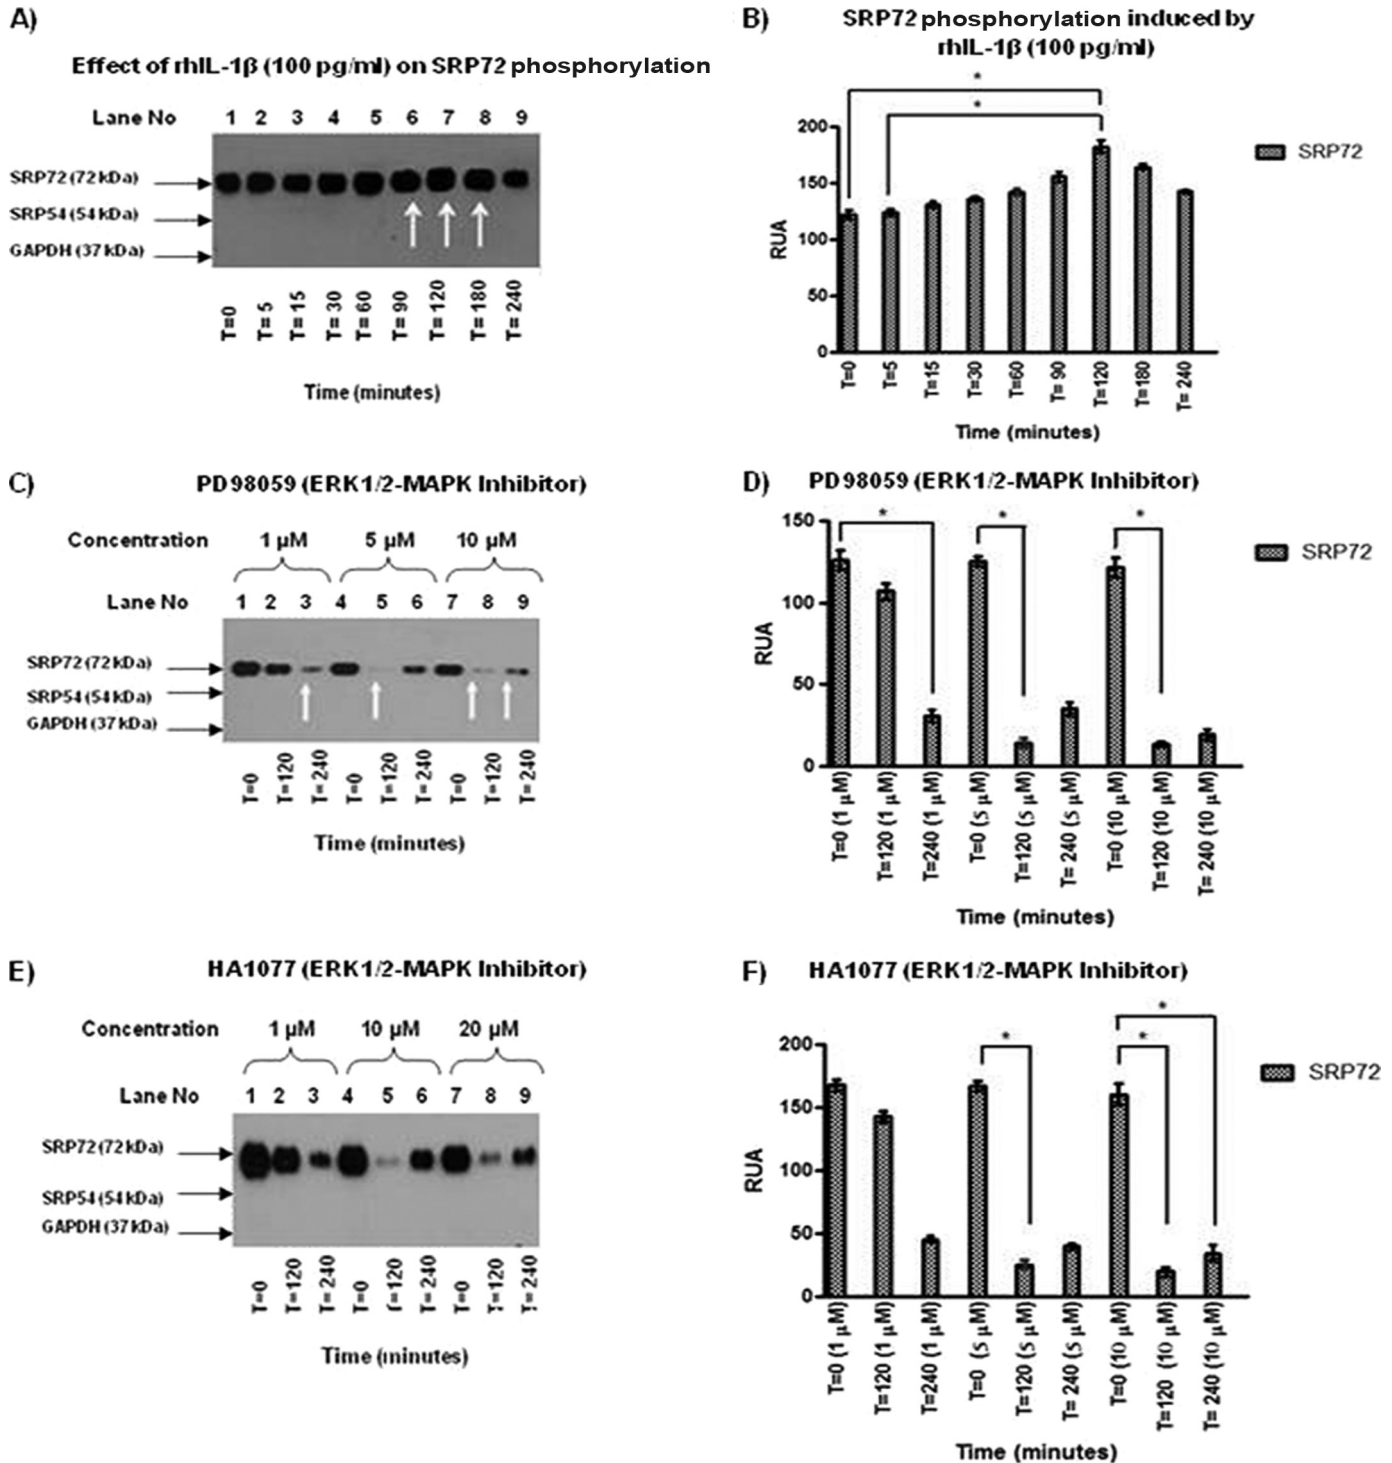 A)
Effect of rhIL-1β (100 pg/ml) on SRP72 phosphorylation
Lane No 1 2 3 4 5 6 7 8 9
SRP72 (72 kDa)
SRP54 (54 kDa)
GAPDH (37 kDa)
T=0 T= 5 T= 15 T= 30 T= 60 T= 90 T= 120 T= 180 T= 240
Time (minutes)
B)
SRP72 phosphorylation induced by
rhIL-1β (100 pg/ml)
*
*
200
150
100
50
0
RUA
SRP72
T=0 T=5 T=15 T=30 T=60 T= 90 T=120 T=180 T= 240
Time (minutes)
C)
PD98059 (ERK1/2-MAPK Inhibitor)
Concentration 1 µM 5 µM 10 µM
Lane No 1 2 3 4 5 6 7 8 9
SRP72 (72 kDa)
SRP54 (54 kDa)
GAPDH (37 kDa)
T=0 T=120 T= 240 T=0 T=120 T= 240 T=0 T=120 T= 240
Time (minutes)
D)
PD98059 (ERK1/2-MAPK Inhibitor)
* * *
150
100
50
0
RUA
SRP72
T=0 (1 µM) T=120 (1 µM) T=240 (1 µM) T=0 (5 µM) T=120 (5 µM) T= 240 (5 µM) T=0 (10 µM) T=120 (10 µM) T= 240 (10 µM)
Time (minutes)
E)
HA1077 (ERK1/2-MAPK Inhibitor)
Concentration 1 µM 10 µM 20 µM
Lane No 1 2 3 4 5 6 7 8 9
SRP72 (72 kDa)
SRP54 (54 kDa)
GAPDH (37 kDa)
T=0 T=120 T= 240 T=0 T=120 T= 240 T=0 T=120 T= 240
Time (minutes)
F)
HA1077 (ERK1/2-MAPK Inhibitor)
*
* *
200
150
100
50
0
RUA
SRP72
T=0 (1 µM) T=120 (1 µM) T=240 (1 µM) T=0 (5 µM) T=120 (5 µM) T= 240 (5 µM) T=0 (10 µM) T=120 (10 µM) T= 240 (10 µM)
Time (minutes)